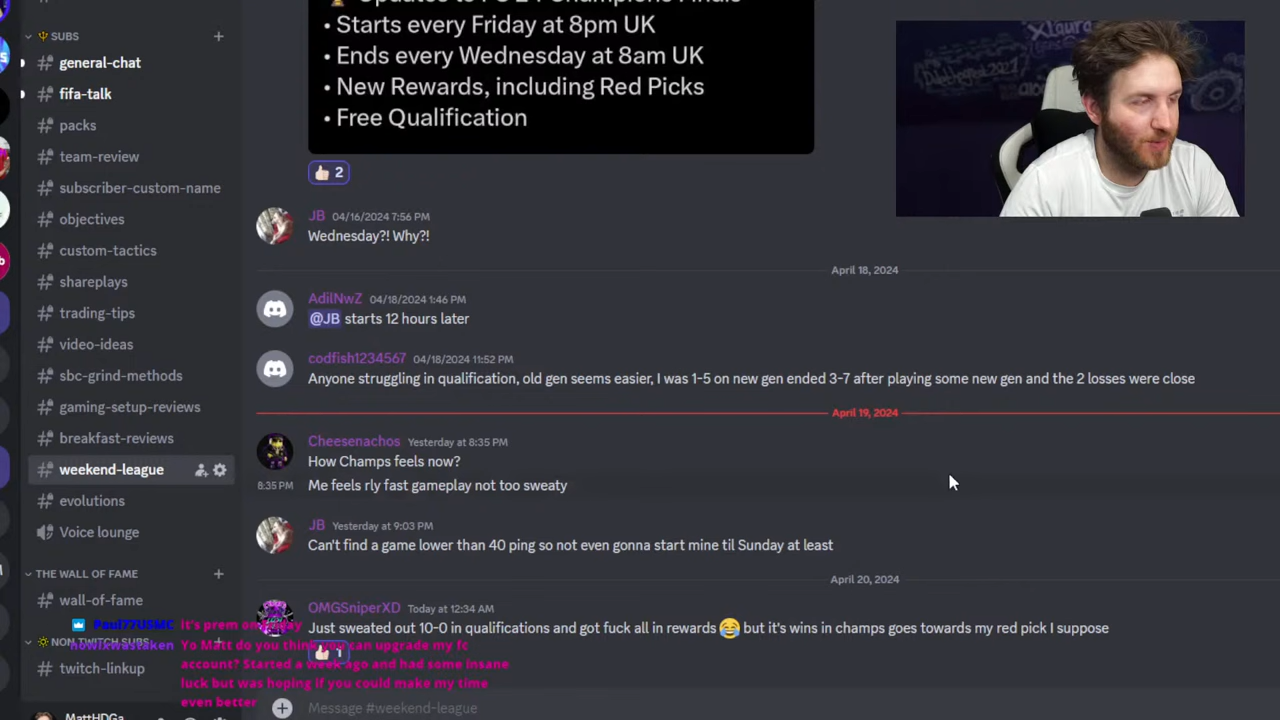 SUBS
general-chat
fifa-talk
packs
team-review
subscriber-custom-name
objectives
custom-tactics
shareplays
trading-tips
video-ideas
sbc-grind-methods
gaming-setup-reviews
breakfast-reviews
weekend-league
evolutions
Voice lounge
THE WALL OF FAME
wall-of-fame
NON TWITCH SUBS
twitch-linkup
MattHDGa
• Starts every Friday at 8pm UK
• Ends every Wednesday at 8am UK
• New Rewards, including Red Picks
• Free Qualification
2
JB 04/16/2024 7:56 PM
Wednesday?! Why?!
April 18, 2024
AdilNwZ 04/18/2024 1:46 PM
@JB starts 12 hours later
codfish1234567 04/18/2024 11:52 PM
Anyone struggling in qualification, old gen seems easier, I was 1-5 on new gen ended 3-7 after playing some new gen and the 2 losses were close
April 19, 2024
Cheesenachos Yesterday at 8:35 PM
How Champs feels now?
8:35 PM Me feels rly fast gameplay not too sweaty
JB Yesterday at 9:03 PM
Can't find a game lower than 40 ping so not even gonna start mine til Sunday at least
April 20, 2024
OMGSniperXD Today at 12:34 AM
Just sweated out 10-0 in qualifications and got fuck all in rewards 😂 but it's wins in champs goes towards my red pick I suppose
1
Message #weekend-league
Paul77USMC It's prem on
nowixwastaken Yo Matt do you think you can upgrade my fc
account? Started a week ago and had some insane
luck but was hoping if you could make my time
even better